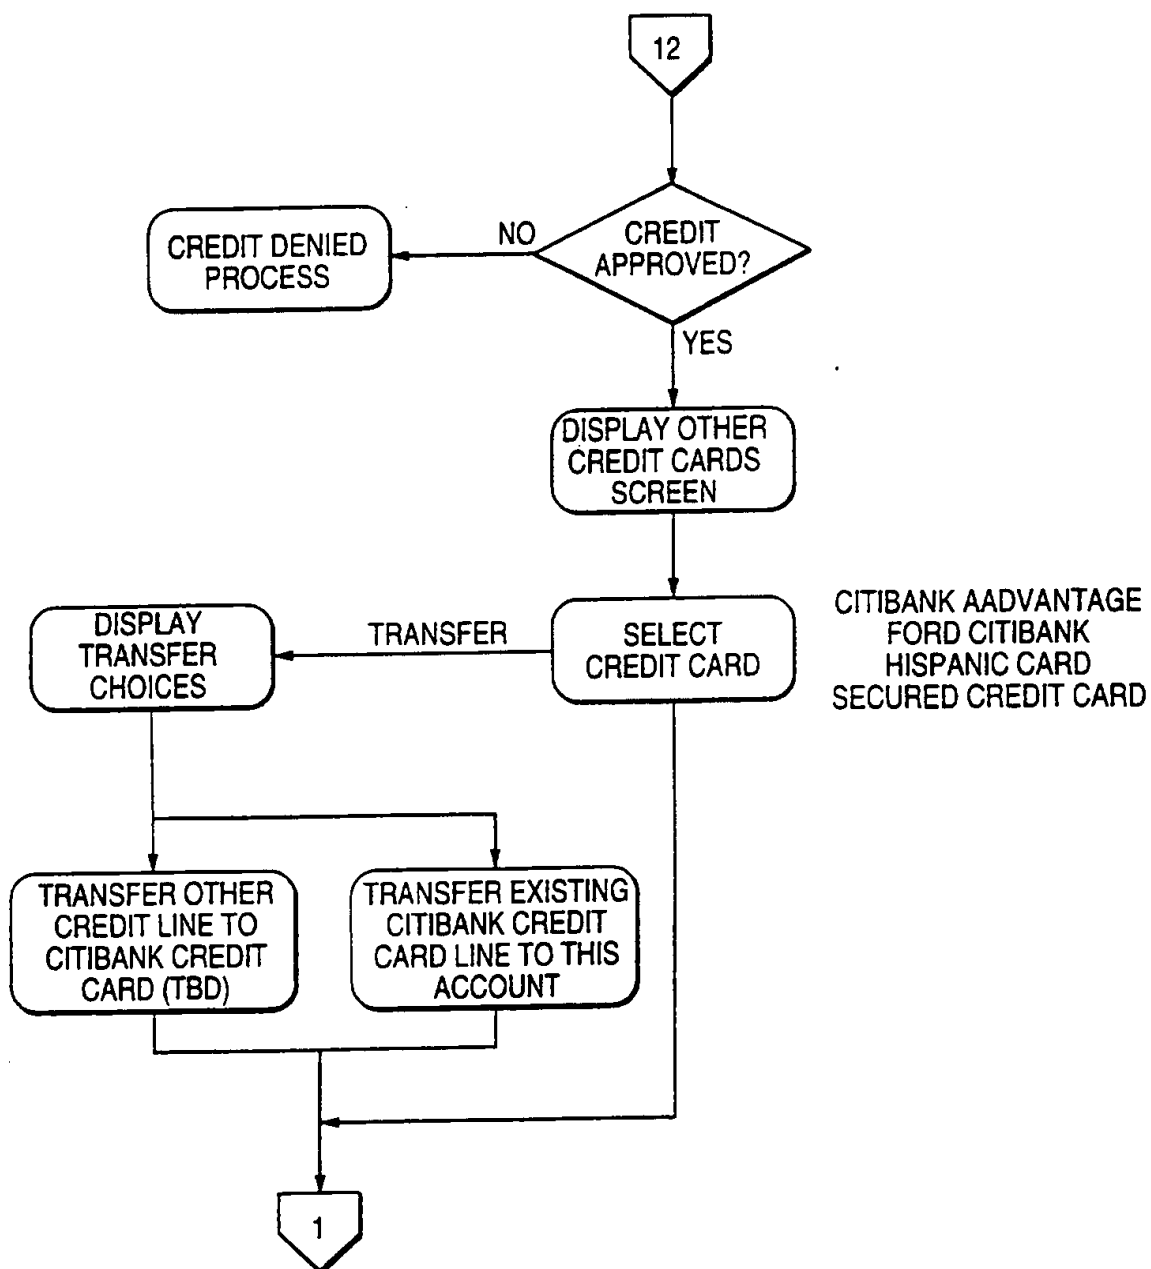 12
CREDIT
APPROVED?
NO
CREDIT DENIED
PROCESS
YES
DISPLAY OTHER
CREDIT CARDS
SCREEN
SELECT
CREDIT CARD
CITIBANK AADVANTAGE
FORD CITIBANK
HISPANIC CARD
SECURED CREDIT CARD
TRANSFER
DISPLAY
TRANSFER
CHOICES
TRANSFER OTHER
CREDIT LINE TO
CITIBANK CREDIT
CARD (TBD)
TRANSFER EXISTING
CITIBANK CREDIT
CARD LINE TO THIS
ACCOUNT
1